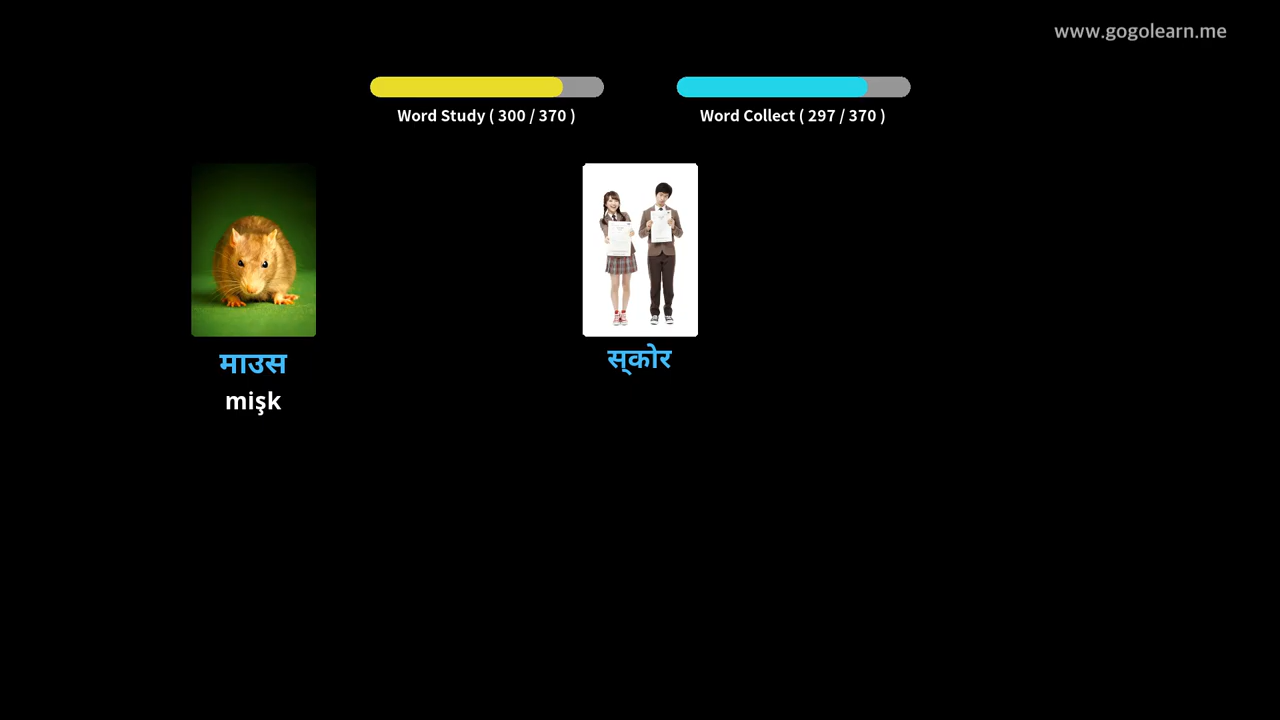 www.gogolearn.me
Word Study ( 300 / 370 )
Word Collect ( 297 / 370 )
माउस
mişk
स्कोर